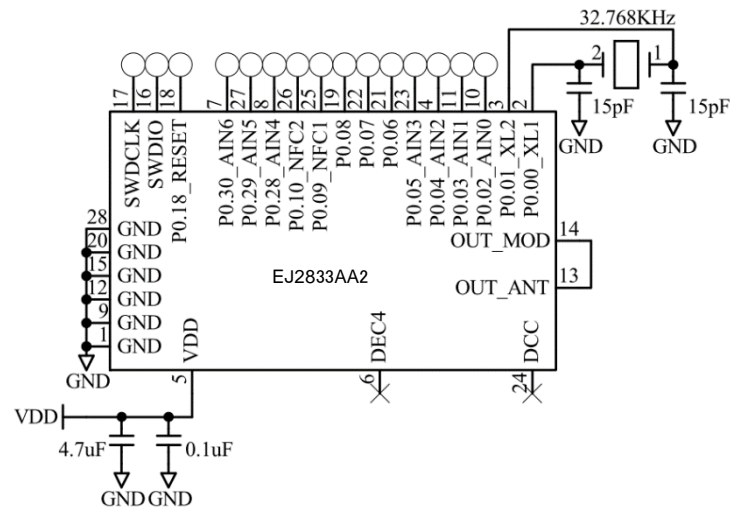 32.768KHz
2 1
15pF 15pF
GND GND
17 16 18 7 27 8 26 25 19 22 21 23 4 11 10 3 2
SWDCLK
SWDIO
P0.18_RESET
P0.30_AIN6
P0.29_AIN5
P0.28_AIN4
P0.10_NFC2
P0.09_NFC1
P0.08
P0.07
P0.06
P0.05_AIN3
P0.04_AIN2
P0.03_AIN1
P0.02_AIN0
P0.01_XL2
P0.00_XL1
28 GND
20 GND
15 GND
12 GND
9 GND
1 GND
GND
EJ2833AA2
OUT_MOD 14
OUT_ANT 13
VDD
DEC4
DCC
5 6 24
VDD
4.7uF 0.1uF
GND GND